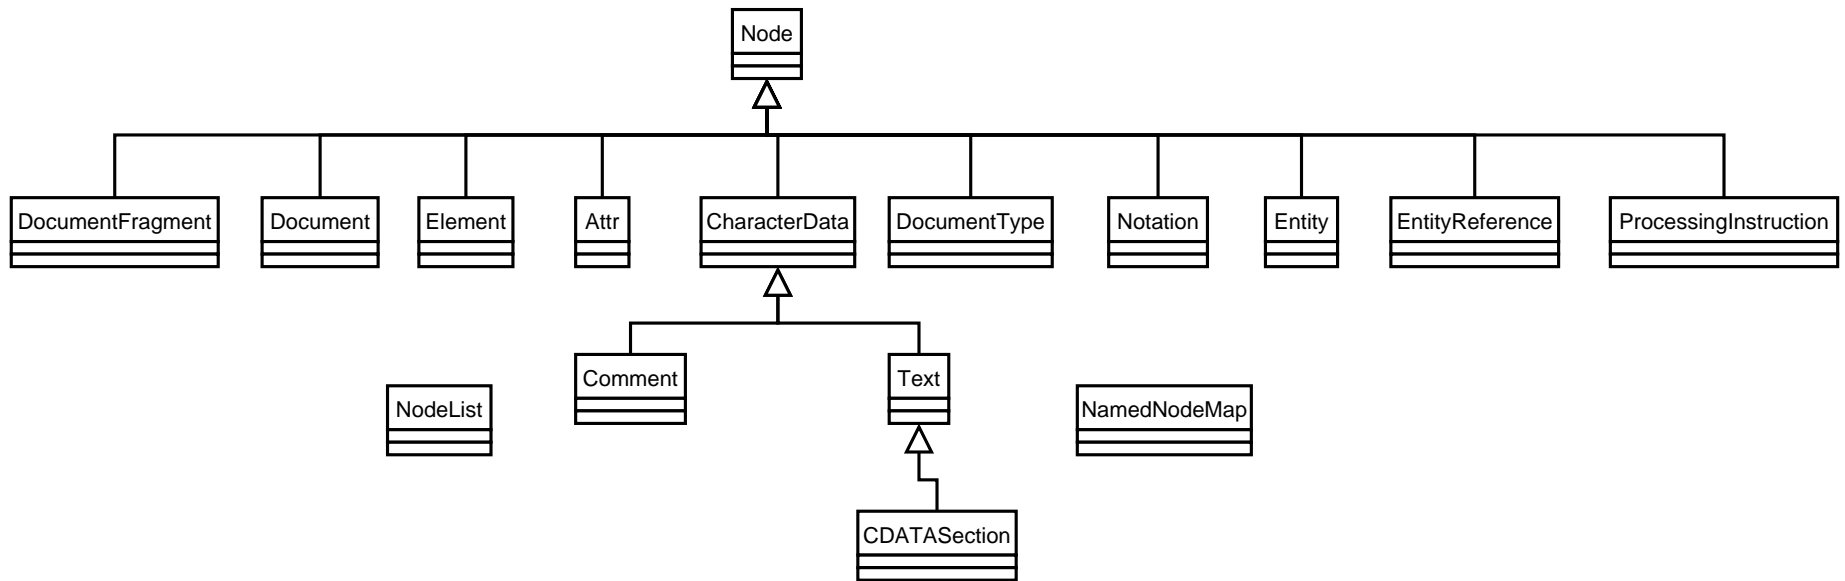 Node
DocumentFragment
Document
Element
Attr
CharacterData
DocumentType
Notation
Entity
EntityReference
ProcessingInstruction
Comment
Text
NodeList
NamedNodeMap
CDATASection